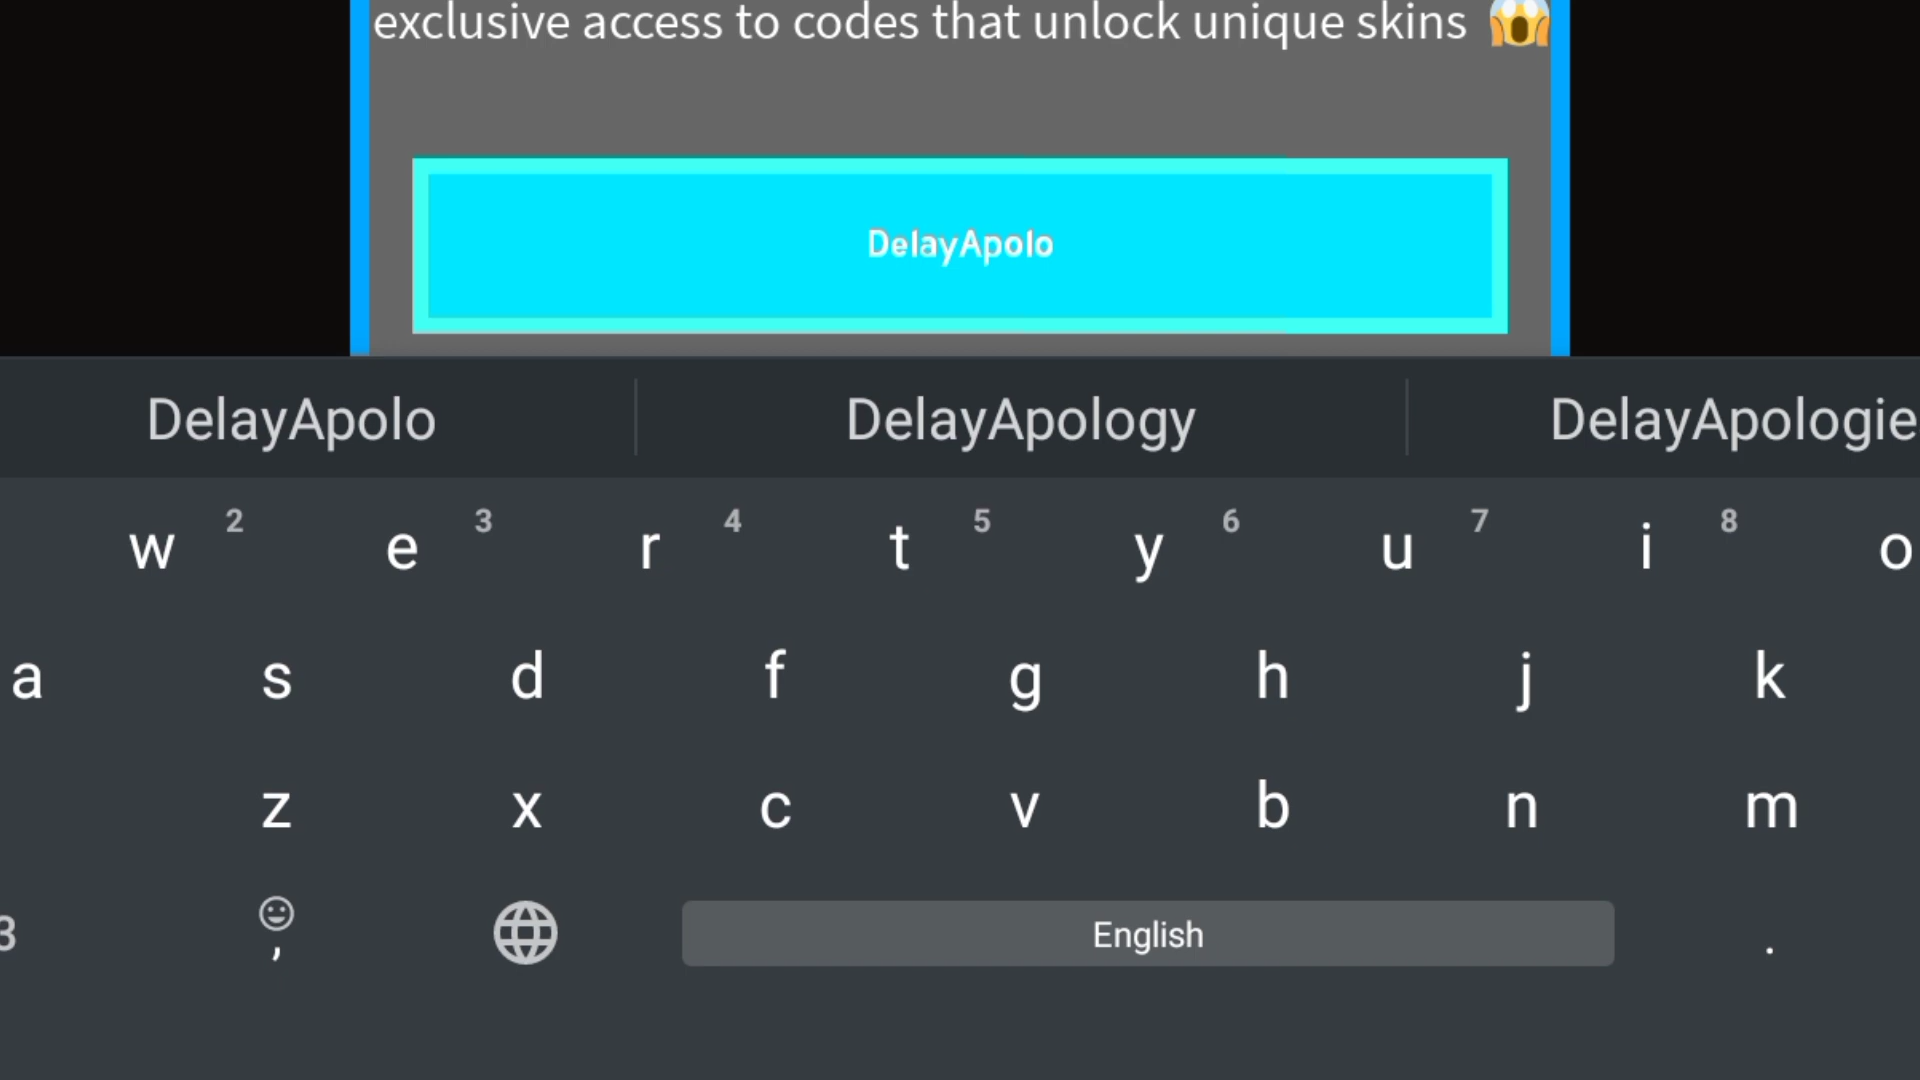 exclusive access to codes that unlock unique skins 😱
DelayApolo
DelayApolo DelayApology DelayApologie
2 3 4 5 6 7 8
w e r t y u i o
a s d f g h j k
z x c v b n m
3 , English .